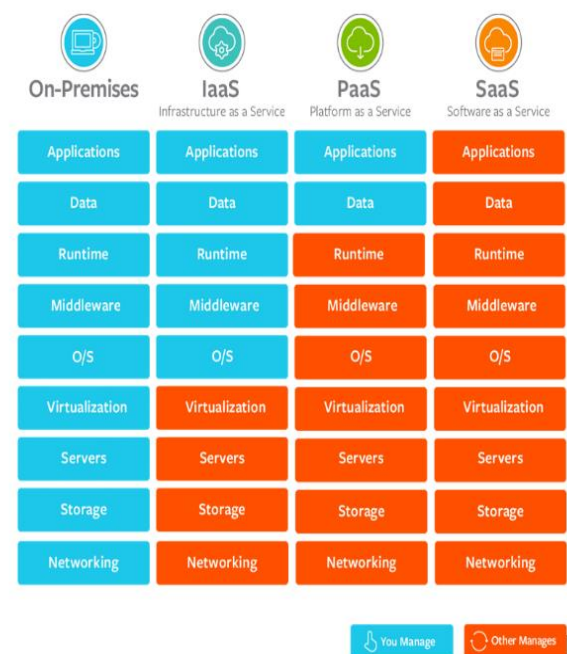 On-Premises IaaS PaaS SaaS
Infrastructure as a Service Platform as a Service Software as a Service
Applications Applications Applications Applications
Data Data Data Data
Runtime Runtime Runtime Runtime
Middleware Middleware Middleware Middleware
O/S O/S O/S O/S
Virtualization Virtualization Virtualization Virtualization
Servers Servers Servers Servers
Storage Storage Storage Storage
Networking Networking Networking Networking
You Manage Other Manages